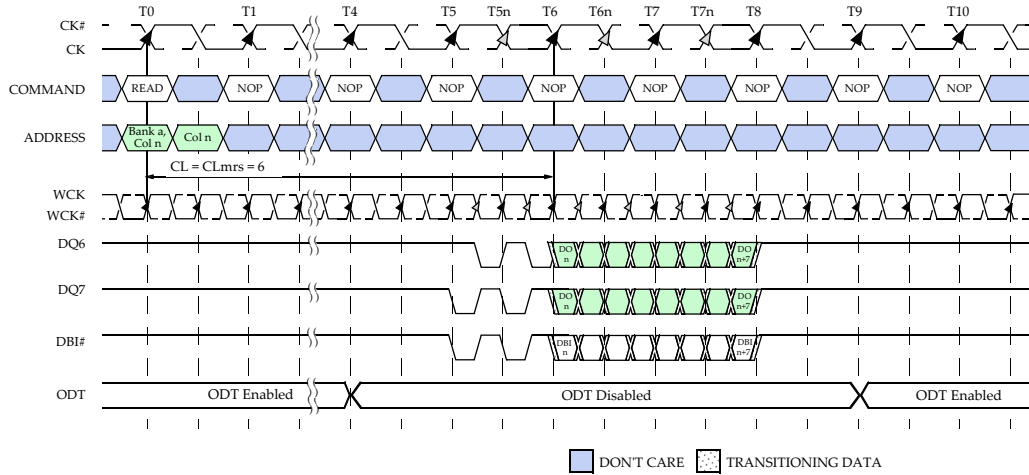 T0 T1 T4 T5 T5n T6 T6n T7 T7n T8 T9 T10
CK#
CK
COMMAND READ NOP NOP NOP NOP NOP NOP NOP NOP
ADDRESS Bank a, Col n Col n
CL = CLmrs = 6
WCK
WCK#
DQ6 DO n DO n+7
DQ7 DO n DO n+7
DBI# DBI n DBI n+7
ODT ODT Enabled ODT Disabled ODT Enabled
DON'T CARE TRANSITIONING DATA